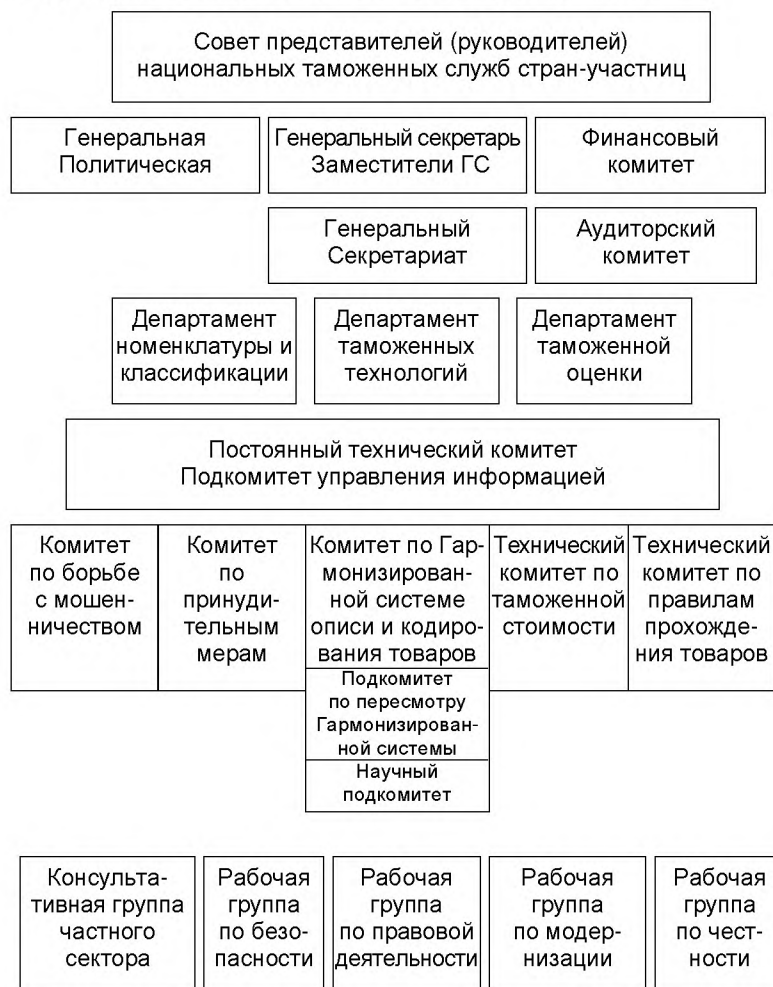 Совет представителей (руководителей)
национальных таможенных служб стран-участниц
Генеральная
Политическая
Генеральный секретарь
Заместители ГС
Финансовый
комитет
Генеральный
Секретариат
Аудиторский
комитет
Департамент
номенклатуры и
классификации
Департамент
таможенных
технологий
Департамент
таможенной
оценки
Постоянный технический комитет
Подкомитет управления информацией
Комитет
по борьбе
с мошен-
ничеством
Комитет
по
принуди-
тельным
мерам
Комитет по Гар-
монизирован-
ной системе
описи и кодиро-
вания товаров
Подкомитет
по пересмотру
Гармонизирован-
ной системы
Научный
подкомитет
Технический
комитет по
таможенной
стоимости
Технический
комитет по
правилам
прохожде-
ния товаров
Консульта-
тивная группа
частного
сектора
Рабочая
группа
по безо-
пасности
Рабочая
группа
по правовой
деятельности
Рабочая
группа
по модер-
низации
Рабочая
группа
по чест-
ности